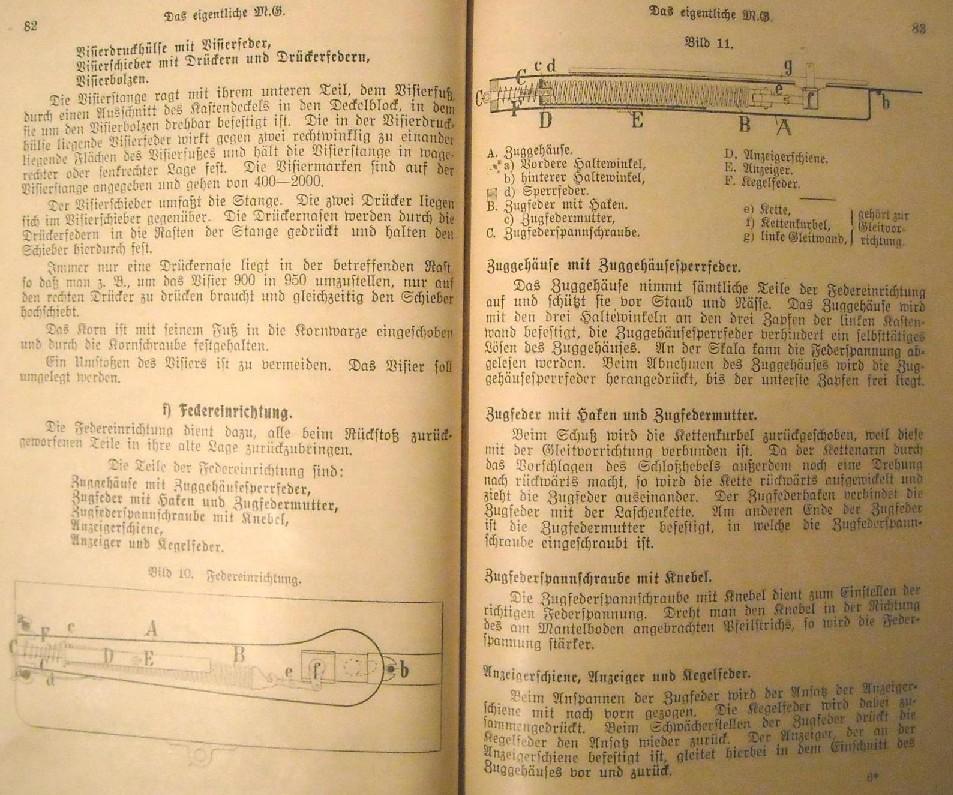 82
Das eigentliche M.G.
Visierdruckhülse mit Visierfeder,
Visierschieber mit Drückern und Drückerfedern,
Visierbolzen.
Die Visierstange ragt mit ihrem unteren Teil, dem Visierfuß,
durch einen Ausschnitt des Kastendeckels in den Deckelblock, in dem
sie um den Visierbolzen drehbar befestigt ist. Die in der Visierdruck-
hülse liegende Visierfeder wirkt gegen zwei rechtwinklig zu einander
liegende Flächen des Visierfußes und hält die Visierstange in wage-
rechter oder senkrechter Lage fest. Die Visiermarken sind auf der
Visierstange angegeben und gehen von 400—2000.
Der Visierschieber umfaßt die Stange. Die zwei Drücker liegen
sich im Visierschieber gegenüber. Die Drückernasen werden durch die
Drückerfedern in die Rasten der Stange gedrückt und halten den
Schieber hierdurch fest.
Immer nur eine Drückernase liegt in der betreffenden Rast,
so daß man z. B., um das Visier 900 in 950 umzustellen, nur auf
den rechten Drücker zu drücken braucht und gleichzeitig den Schieber
hochschiebt.
Das Korn ist mit seinem Fuß in die Kornwarze eingeschoben
und durch die Kornschraube festgehalten.
Ein Umstoßen des Visiers ist zu vermeiden. Das Visier soll
umgelegt werden.
f) Federeinrichtung.
Die Federeinrichtung dient dazu, alle beim Rückstoß zurück-
geworfenen Teile in ihre alte Lage zurückzubringen.
Die Teile der Federeinrichtung sind:
Zuggehäuse mit Zuggehäusesperrfeder,
Zugfeder mit Haken und Zugfedermutter,
Zugfederspannschraube mit Knebel,
Anzeigerschiene,
Anzeiger und Kegelfeder.
Bild 10. Federeinrichtung.
a F c A
C D E B e f b
a d
Das eigentliche M.G.
83
Bild 11.
C c d g
C F e f b
D E B A
A. Zuggehäuse.
a) Vordere Haltewinkel,
b) hinterer Haltewinkel,
d) Sperrfeder.
B. Zugfeder mit Haken.
c) Zugfedermutter,
C. Zugfederspannschraube.
D. Anzeigerschiene.
E. Anzeiger.
F. Kegelfeder.
e) Kette,
f) Kettenkurbel,
g) linke Gleitwand,
gehört zur
Gleitvor-
richtung.
Zuggehäuse mit Zuggehäusesperrfeder.
Das Zuggehäuse nimmt sämtliche Teile der Federeinrichtung
auf und schützt sie vor Staub und Nässe. Das Zuggehäuse wird
mit den drei Haltewinkeln an den drei Zapfen der linken Kasten-
wand befestigt, die Zuggehäusesperrfeder verhindert ein selbsttätiges
Lösen des Zuggehäuses. An der Skala kann die Federspannung ab-
gelesen werden. Beim Abnehmen des Zuggehäuses wird die Zug-
gehäusesperrfeder herangedrückt, bis der unterste Zapfen frei liegt.
Zugfeder mit Haken und Zugfedermutter.
Beim Schuß wird die Kettenkurbel zurückgeschoben, weil diese
mit der Gleitvorrichtung verbunden ist. Da der Kettenarm durch
das Vorschlagen des Schloßhebels außerdem noch eine Drehung
nach rückwärts macht, so wird die Kette rückwärts aufgewickelt und
zieht die Zugfeder auseinander. Der Zugfederhaken verbindet die
Zugfeder mit der Laschenkette. Am anderen Ende der Zugfeder
ist die Zugfedermutter befestigt, in welche die Zugfederspann-
schraube eingeschraubt ist.
Zugfederspannschraube mit Knebel.
Die Zugfederspannschraube mit Knebel dient zum Einstellen der
richtigen Federspannung. Dreht man den Knebel in der Richtung
des am Mantelboden angebrachten Pfeilstrichs, so wird die Feder-
spannung stärker.
Anzeigerschiene, Anzeiger und Kegelfeder.
Beim Anspannen der Zugfeder wird der Ansatz der Anzeiger-
schiene mit nach vorn gezogen. Die Kegelfeder wird dabei zu-
sammengedrückt. Beim Schwächerstellen der Zugfeder drückt die
Kegelfeder den Ansatz wieder zurück. Der Anzeiger, der an der
Anzeigerschiene befestigt ist, gleitet hierbei in dem Einschnitt des
Zuggehäuses vor und zurück.
6*